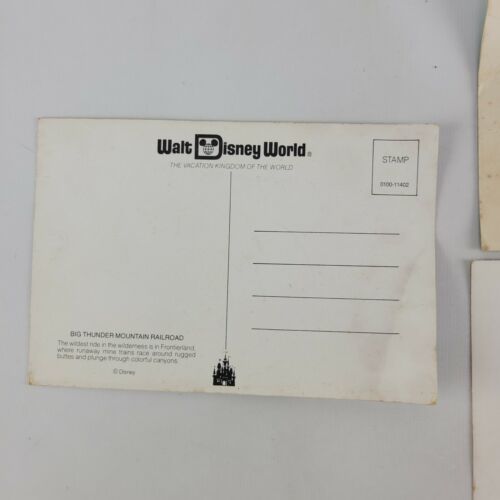 Walt Disney World®
THE VACATION KINGDOM OF THE WORLD
STAMP
0100-11402
BIG THUNDER MOUNTAIN RAILROAD
The wildest ride in the wilderness is in Frontierland,
where runaway mine trains race around rugged
buttes and plunge through colorful canyons.
© Disney